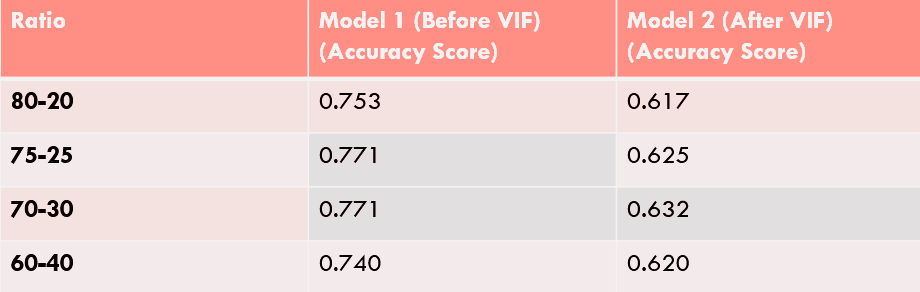 Ratio Model 1 (Before VIF) Model 2 (After VIF)
(Accuracy Score) (Accuracy Score)
80-20 0.753 0.617
75-25 0.771 0.625
70-30 0.771 0.632
60-40 0.740 0.620